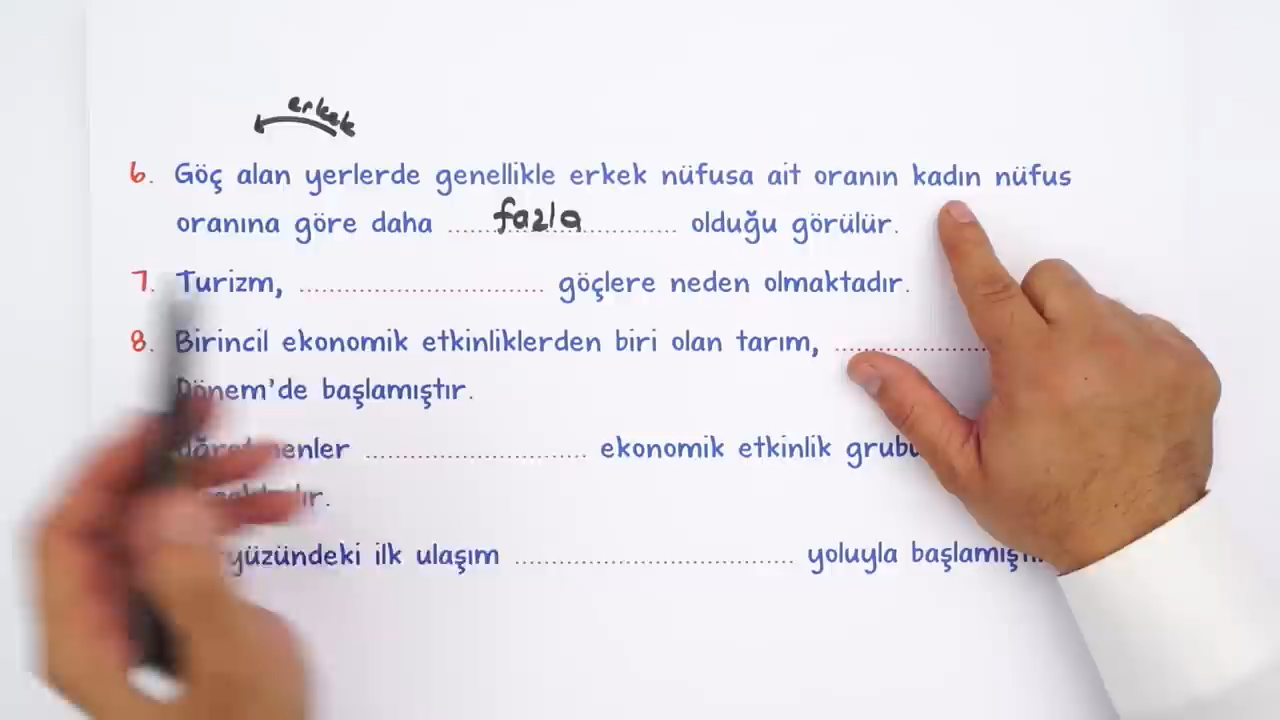 erkek
6. Göç alan yerlerde genellikle erkek nüfusa ait oranın kadın nüfus
oranına göre daha ........ fazla ........ olduğu görülür.
7. Turizm, ................................ göçlere neden olmaktadır.
8. Birincil ekonomik etkinliklerden biri olan tarım, ....................
Dönem'de başlamıştır.
................................ ekonomik etkinlik
ilk ulaşım ........................................ yoluyla